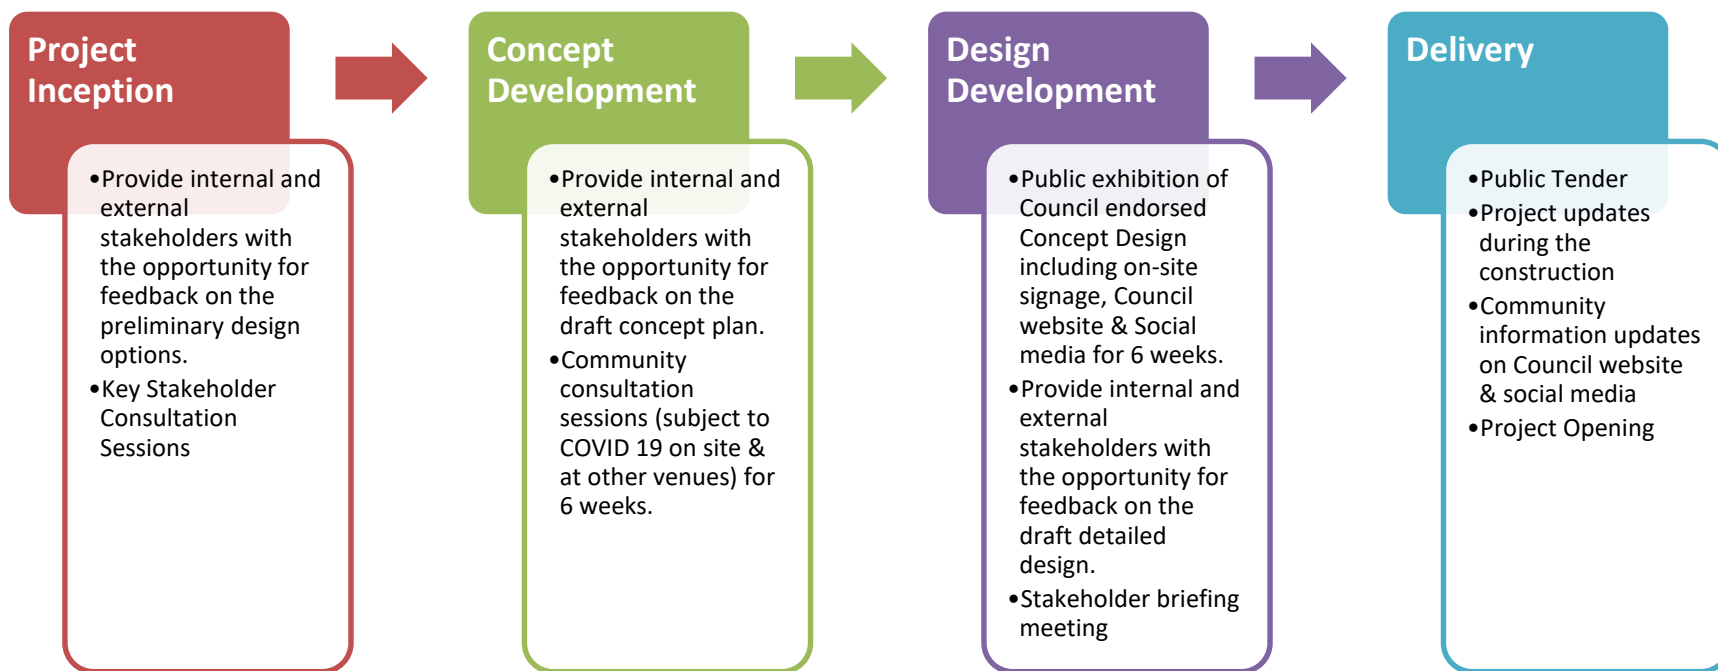 Project
Inception
•Provide internal and
external
stakeholders with
the opportunity for
feedback on the
preliminary design
options.
•Key Stakeholder
Consultation
Sessions
Concept
Development
•Provide internal and
external
stakeholders with
the opportunity for
feedback on the
draft concept plan.
•Community
consultation
sessions (subject to
COVID 19 on site &
at other venues) for
6 weeks.
Design
Development
•Public exhibition of
Council endorsed
Concept Design
including on-site
signage, Council
website & Social
media for 6 weeks.
•Provide internal and
external
stakeholders with
the opportunity for
feedback on the
draft detailed
design.
•Stakeholder briefing
meeting
Delivery
•Public Tender
•Project updates
during the
construction
•Community
information updates
on Council website
& social media
•Project Opening